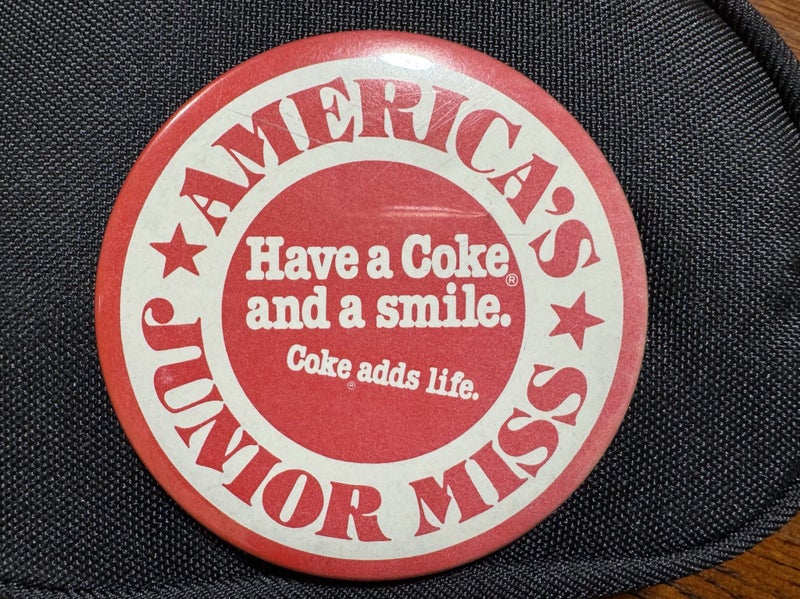 AMERICA'S
Have a Coke®
and a smile.
Coke® adds life.
JUNIOR MISS